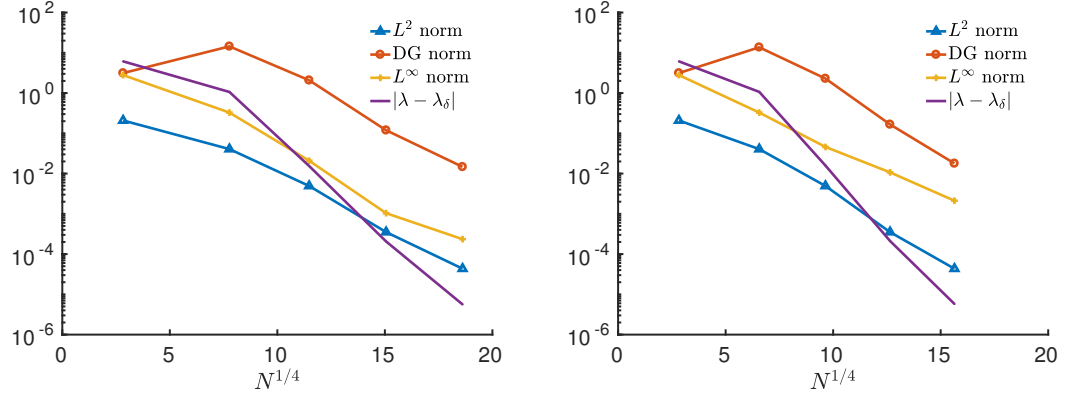 10^2
10^0
10^-2
10^-4
10^-6
0 5 10 15 20
N^1/4
L^2 norm
DG norm
L^∞ norm
|λ − λ_δ|
10^2
10^0
10^-2
10^-4
10^-6
0 5 10 15 20
N^1/4
L^2 norm
DG norm
L^∞ norm
|λ − λ_δ|